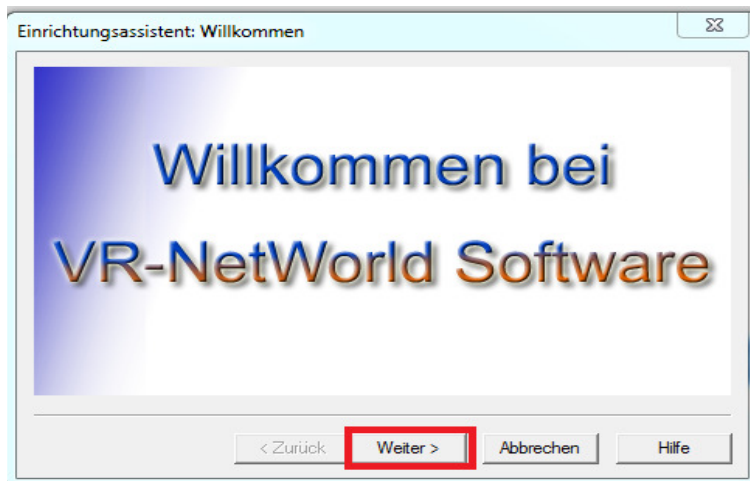 Einrichtungsassistent: Willkommen
Willkommen bei
VR-NetWorld Software
< Zurück Weiter > Abbrechen Hilfe